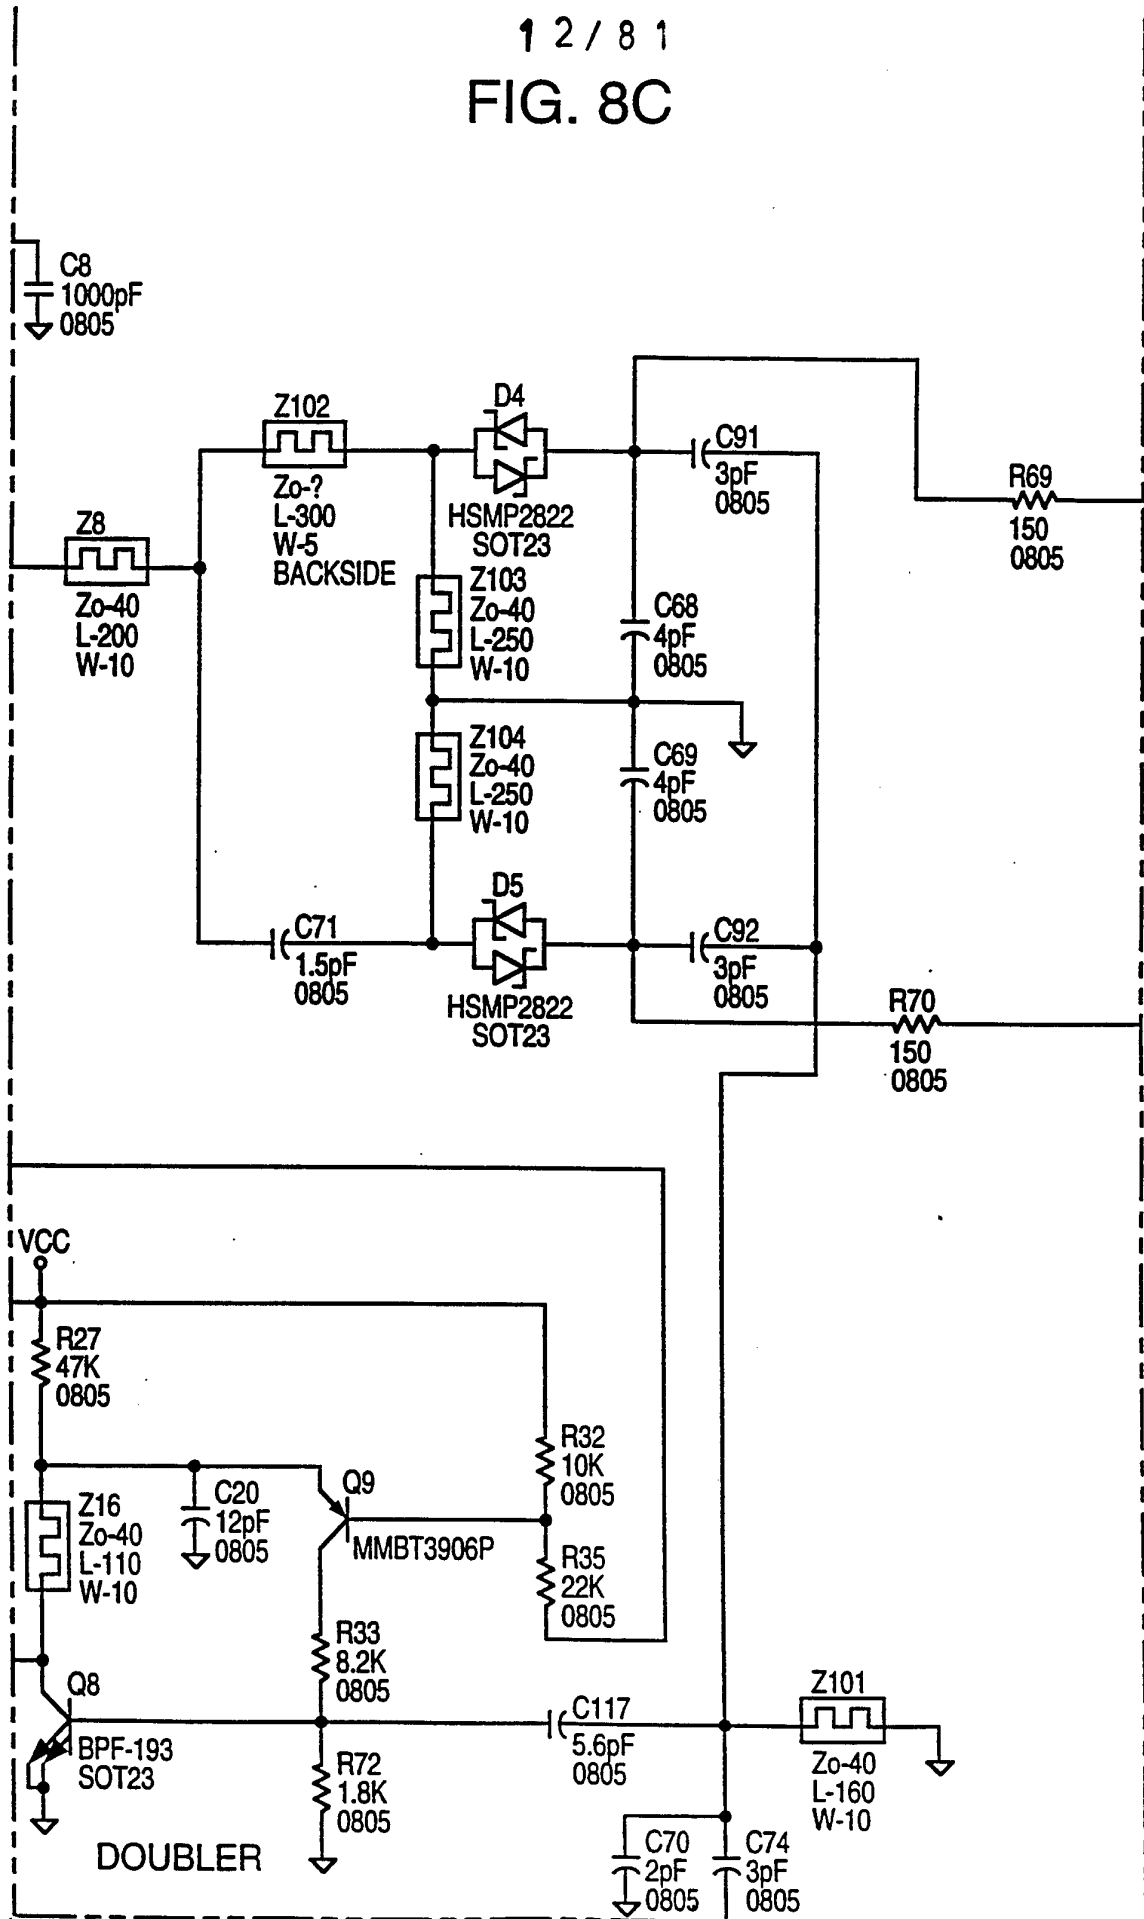 12/81
FIG. 8C
C8
1000pF
0805
Z102
Zo-?
L-300
W-5
BACKSIDE
D4
HSMP2822
SOT23
C91
3pF
0805
R69
150
0805
Z8
Zo-40
L-200
W-10
Z103
Zo-40
L-250
W-10
C68
4pF
0805
Z104
Zo-40
L-250
W-10
C69
4pF
0805
C71
1.5pF
0805
D5
HSMP2822
SOT23
C92
3pF
0805
R70
150
0805
VCC
R27
47K
0805
R32
10K
0805
Z16
Zo-40
L-110
W-10
C20
12pF
0805
Q9
MMBT3906P
R35
22K
0805
R33
8.2K
0805
Q8
BPF-193
SOT23
C117
5.6pF
0805
Z101
Zo-40
L-160
W-10
R72
1.8K
0805
DOUBLER
C70
2pF
0805
C74
3pF
0805